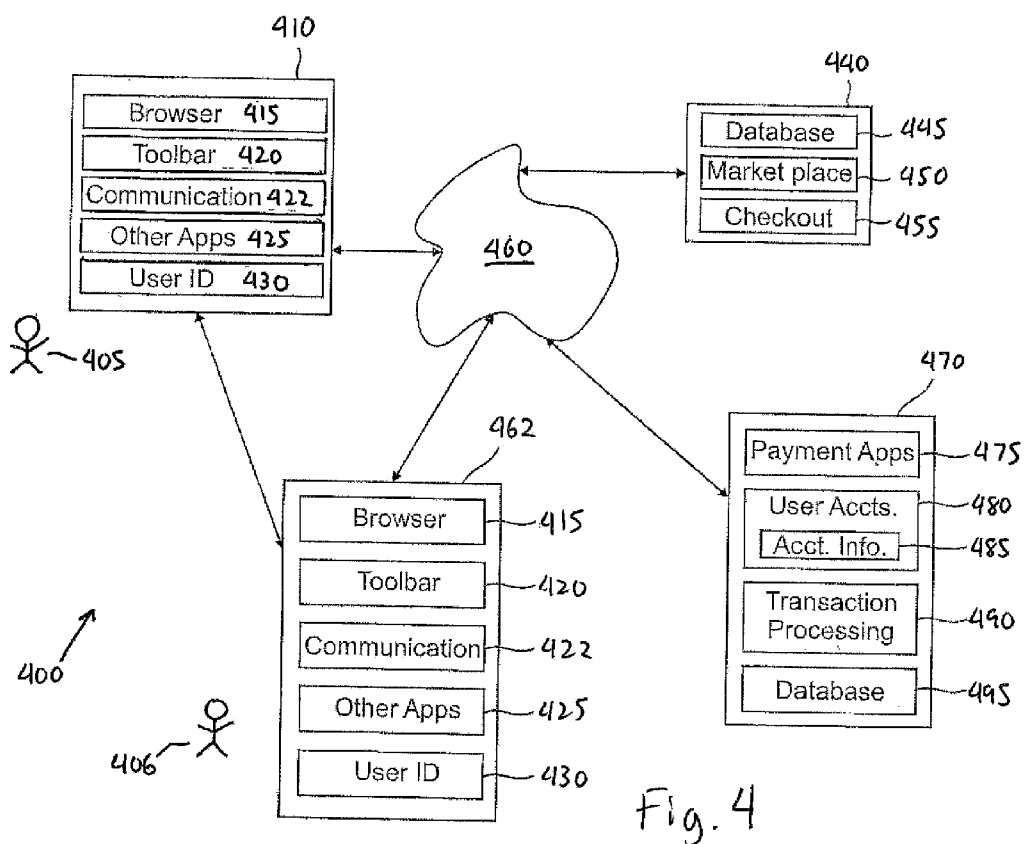 410
Browser 415
Toolbar 420
Communication 422
Other Apps 425
User ID 430
405
440
Database 445
Market place 450
Checkout 455
460
462
Browser 415
Toolbar 420
Communication 422
Other Apps 425
User ID 430
470
Payment Apps 475
User Accts. 480
Acct. Info. 485
Transaction
Processing 490
Database 495
400
406
Fig. 4